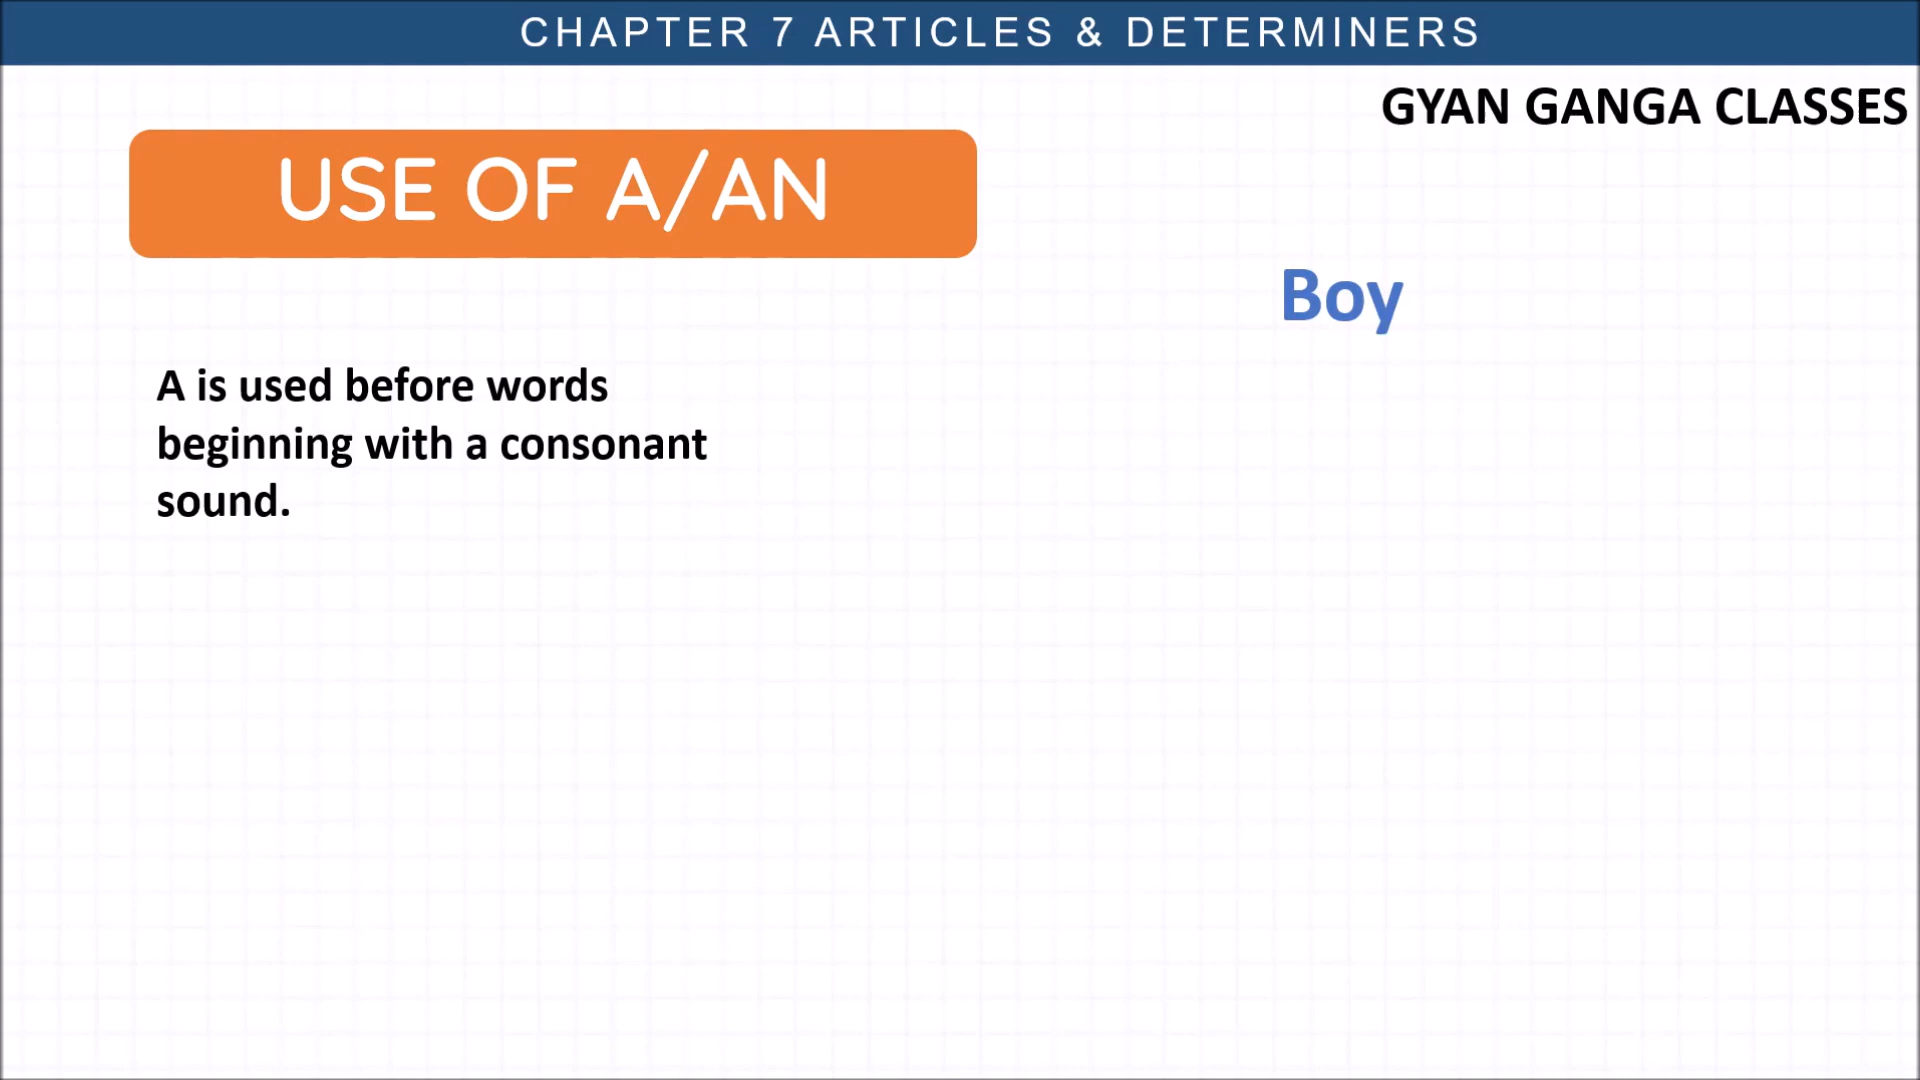 CHAPTER 7 ARTICLES & DETERMINERS
GYAN GANGA CLASSES
USE OF A/AN
Boy
A is used before words
beginning with a consonant
sound.